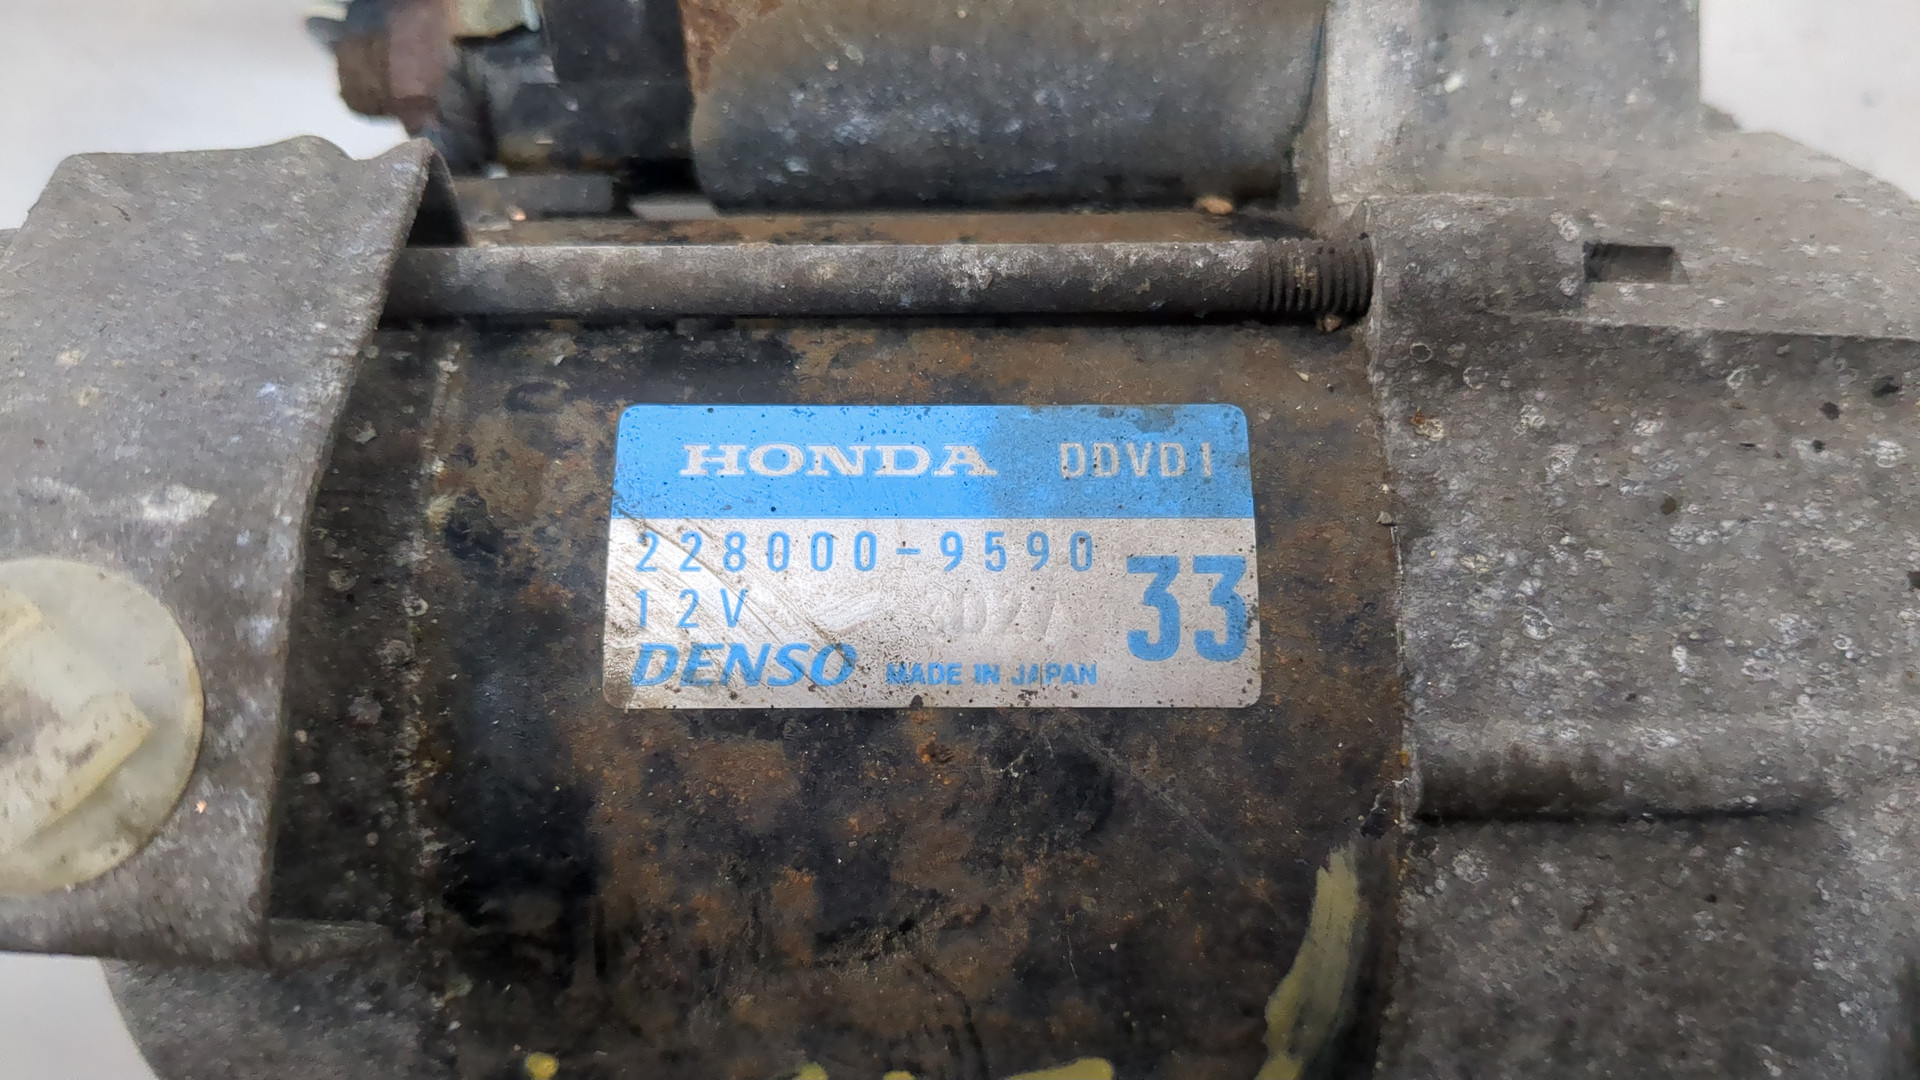 HONDA DDVD1
228000-9590
33
12V
DENSO MADE IN JAPAN